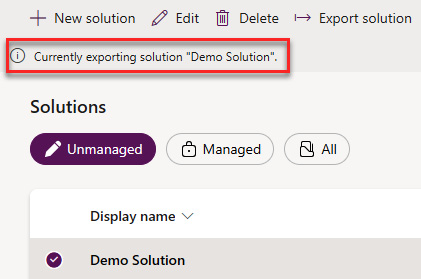 New solution Edit Delete Export solution
Currently exporting solution "Demo Solution".
Solutions
Unmanaged Managed All
Display name
Demo Solution